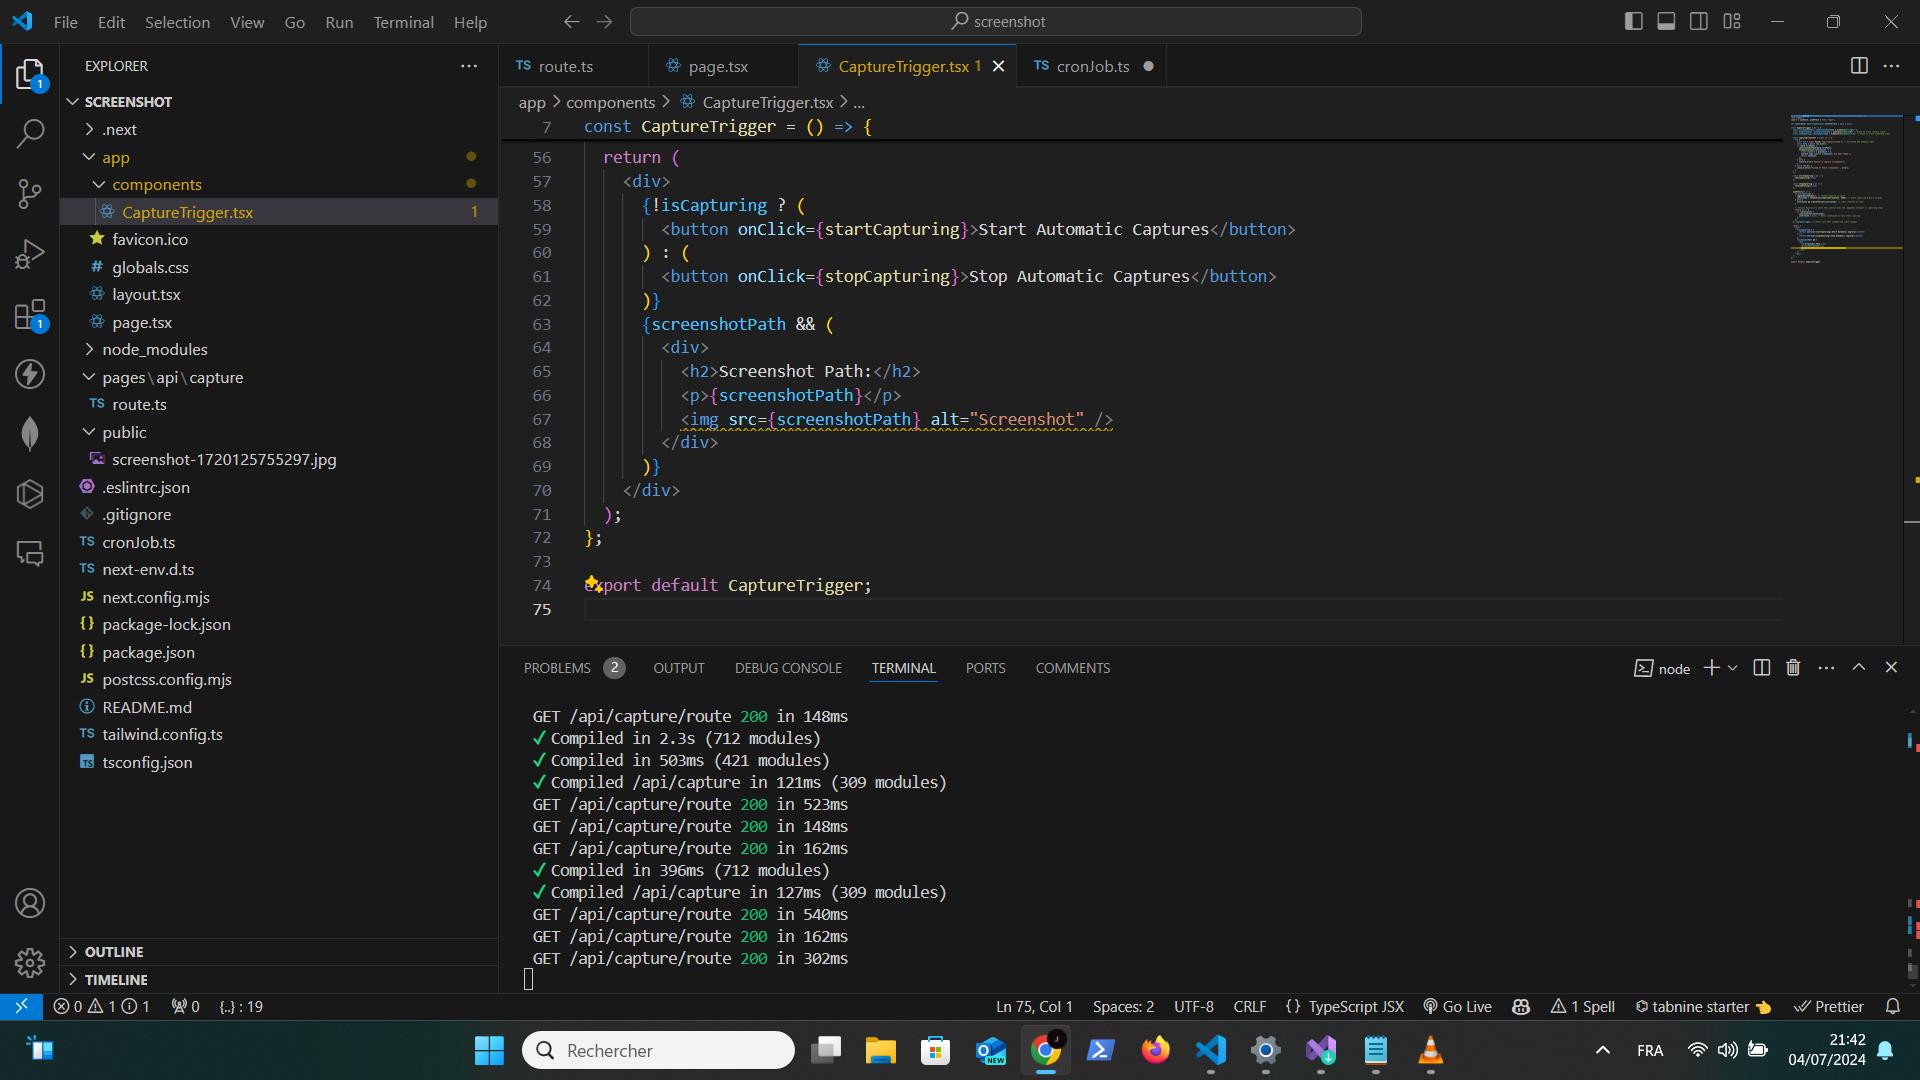 File Edit Selection View Go Run Terminal Help
screenshot
EXPLORER
SCREENSHOT
.next
app
components
CaptureTrigger.tsx 1
favicon.ico
globals.css
layout.tsx
page.tsx
node_modules
pages\api\capture
TS route.ts
public
screenshot-1720125755297.jpg
.eslintrc.json
.gitignore
TS cronJob.ts
TS next-env.d.ts
JS next.config.mjs
{} package-lock.json
{} package.json
JS postcss.config.mjs
README.md
TS tailwind.config.ts
TS tsconfig.json
OUTLINE
TIMELINE
1
1
TS route.ts
page.tsx
CaptureTrigger.tsx 1
TS cronJob.ts
app > components > CaptureTrigger.tsx > ...
7 const CaptureTrigger = () => {
56 return (
57 <div>
58 {!isCapturing ? (
59 <button onClick={startCapturing}>Start Automatic Captures</button>
60 ) : (
61 <button onClick={stopCapturing}>Stop Automatic Captures</button>
62 )}
63 {screenshotPath && (
64 <div>
65 <h2>Screenshot Path:</h2>
66 <p>{screenshotPath}</p>
67 <img src={screenshotPath} alt="Screenshot" />
68 </div>
69 )}
70 </div>
71 );
72 };
73
74 export default CaptureTrigger;
75
PROBLEMS 2 OUTPUT DEBUG CONSOLE TERMINAL PORTS COMMENTS
node
GET /api/capture/route 200 in 148ms
✓ Compiled in 2.3s (712 modules)
✓ Compiled in 503ms (421 modules)
✓ Compiled /api/capture in 121ms (309 modules)
GET /api/capture/route 200 in 523ms
GET /api/capture/route 200 in 148ms
GET /api/capture/route 200 in 162ms
✓ Compiled in 396ms (712 modules)
✓ Compiled /api/capture in 127ms (309 modules)
GET /api/capture/route 200 in 540ms
GET /api/capture/route 200 in 162ms
GET /api/capture/route 200 in 302ms
0 1 1 0 {..} : 19
Ln 75, Col 1 Spaces: 2 UTF-8 CRLF {} TypeScript JSX Go Live 1 Spell tabnine starter Prettier
Rechercher
NEW
FRA
21:42
04/07/2024